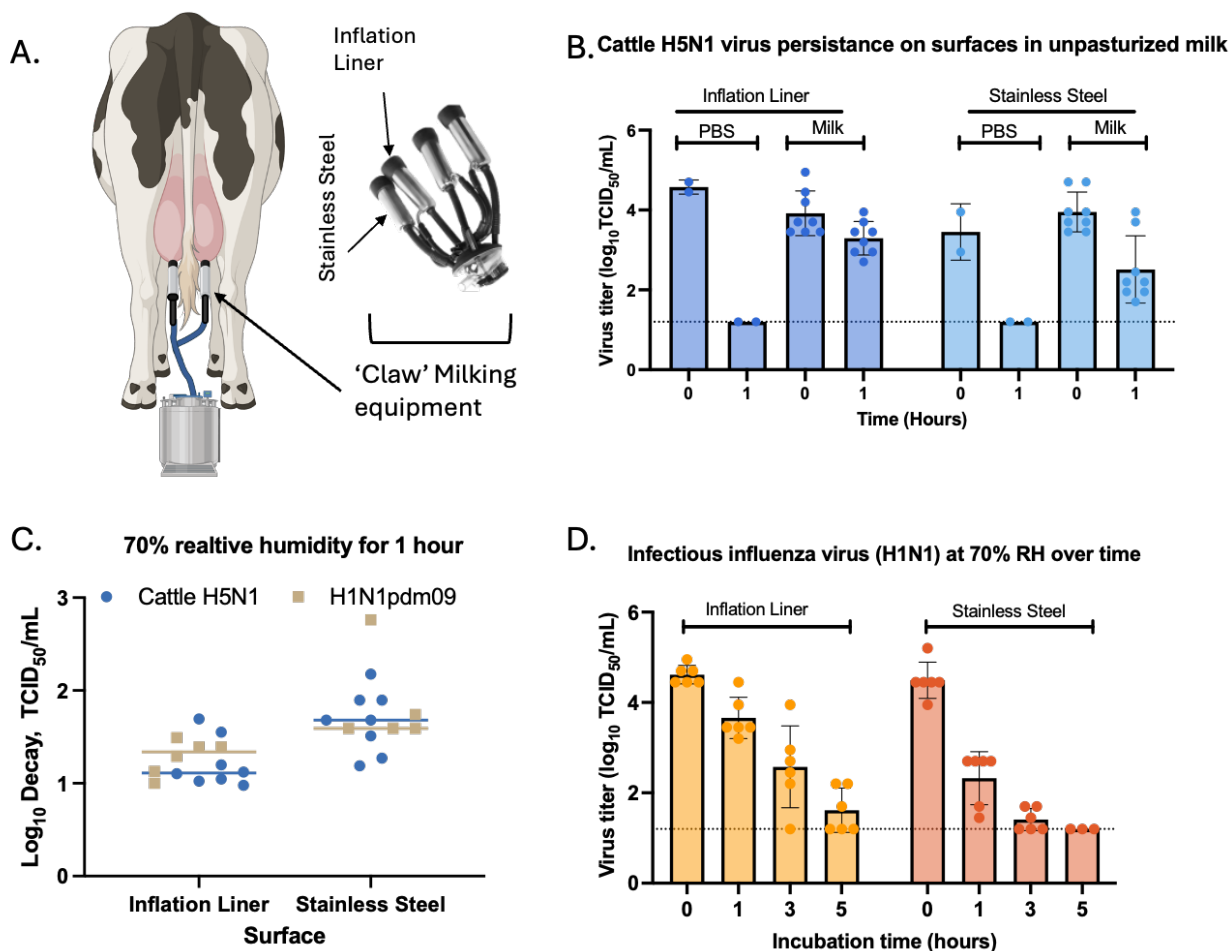 A.
Inflation
Liner
Stainless Steel
'Claw' Milking
equipment
B. Cattle H5N1 virus persistance on surfaces in unpasturized milk
Inflation Liner
Stainless Steel
PBS
Milk
PBS
Milk
Virus titer (log10 TCID50/mL)
6
4
2
0
0 1 0 1 0 1 0 1
Time (Hours)
C.
70% realtive humidity for 1 hour
Cattle H5N1 H1N1pdm09
Log10 Decay, TCID50/mL
3
2
1
0
Inflation Liner Stainless Steel
Surface
D.
Infectious influenza virus (H1N1) at 70% RH over time
Inflation Liner
Stainless Steel
Virus titer (log10 TCID50/mL)
6
4
2
0
0 1 3 5 0 1 3 5
Incubation time (hours)